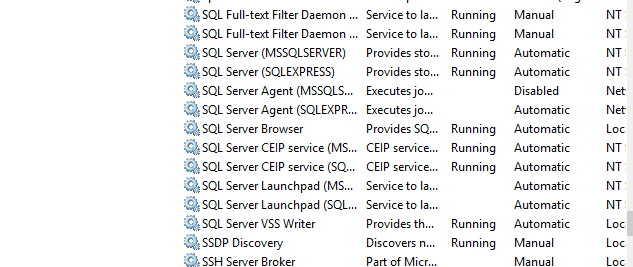 SQL Full-text Filter Daemon ... Service to la... Running Manual NT
SQL Full-text Filter Daemon ... Service to la... Running Manual NT
SQL Server (MSSQLSERVER) Provides sto... Running Automatic NT
SQL Server (SQLEXPRESS) Provides sto... Running Automatic NT
SQL Server Agent (MSSQLS... Executes jo... Disabled Net
SQL Server Agent (SQLEXPR... Executes jo... Automatic Net
SQL Server Browser Provides SQ... Running Automatic Loc
SQL Server CEIP service (MS... CEIP service... Running Automatic NT
SQL Server CEIP service (SQ... CEIP service... Running Automatic NT
SQL Server Launchpad (MS... Service to la... Automatic NT
SQL Server Launchpad (SQL... Service to la... Automatic NT
SQL Server VSS Writer Provides th... Running Automatic Loc
SSDP Discovery Discovers n... Running Manual Loc
SSH Server Broker Part of Micr... Manual Loc